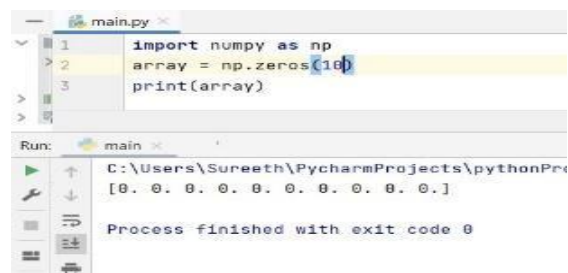 main.py
1 import numpy as np
2 array = np.zeros(10)
3 print(array)
Run: main
C:\Users\Sureeth\PycharmProjects\pythonPro
[0. 0. 0. 0. 0. 0. 0. 0. 0. 0.]
Process finished with exit code 0